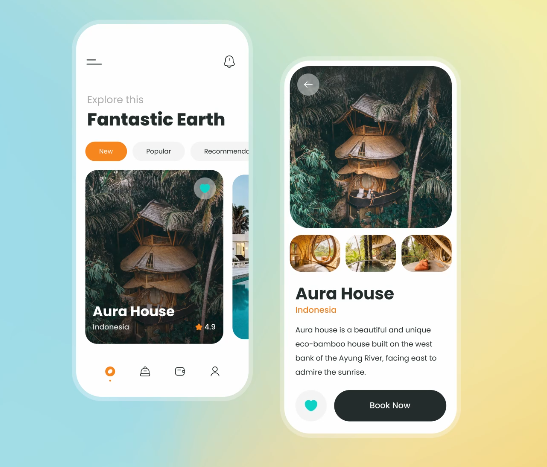 Explore this
Fantastic Earth
New
Popular
Aura House
Indonesia
4.9
Aura House
Indonesia
Aura house is a beautiful and unique
eco-bamboo house built on the west
bank of the Ayung River, facing east to
admire the sunrise.
Book Now